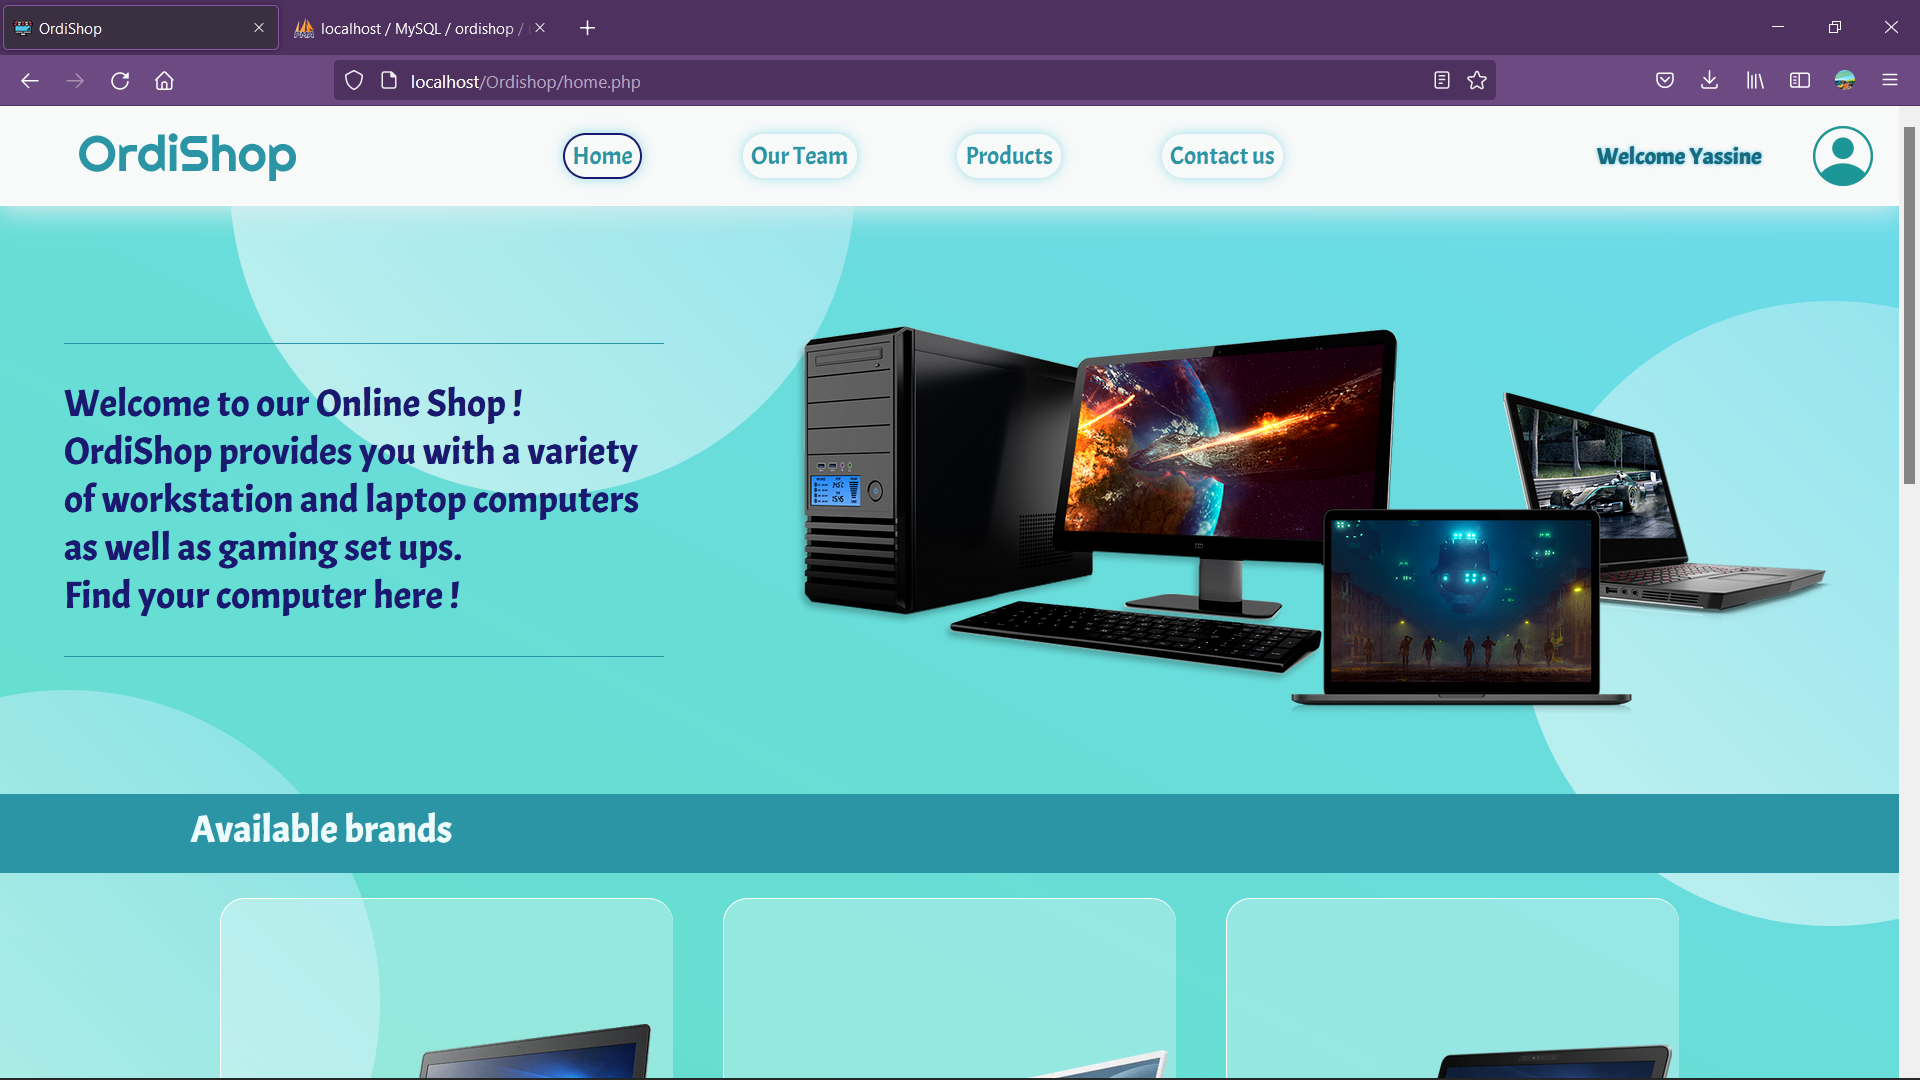 OrdiShop
localhost / MySQL / ordishop /
localhost/Ordishop/home.php
OrdiShop
Home
Our Team
Products
Contact us
Welcome Yassine
Welcome to our Online Shop !
OrdiShop provides you with a variety
of workstation and laptop computers
as well as gaming set ups.
Find your computer here !
Available brands